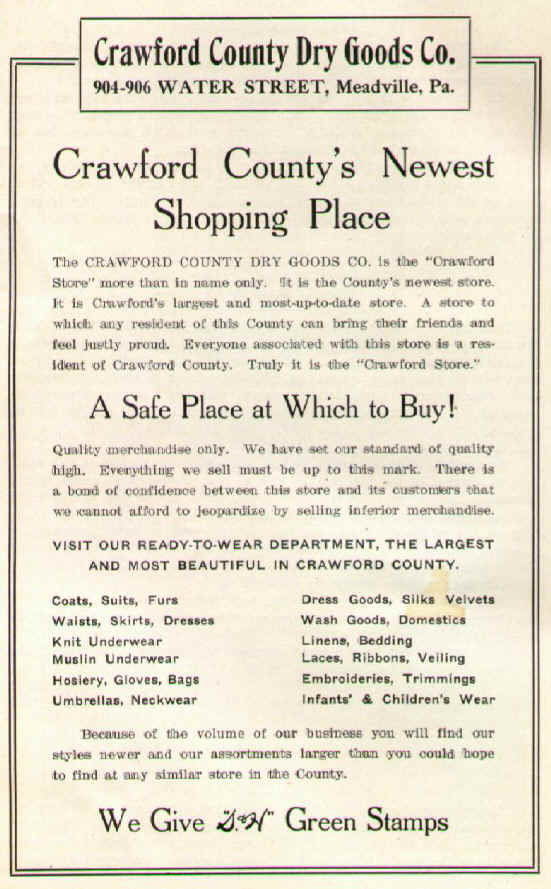 Crawford County Dry Goods Co.
904-906 WATER STREET, Meadville, Pa.
Crawford County's Newest
Shopping Place
The CRAWFORD COUNTY DRY GOODS CO. is the "Crawford
Store" more than in name only. It is the County's newest store.
It is Crawford's largest and most-up-to-date store. A store to
which any resident of this County can bring their friends and
feel justly proud. Everyone associated with this store is a res-
ident of Crawford County. Truly it is the "Crawford Store."
A Safe Place at Which to Buy!
Quality merchandise only. We have set our standard of quality
high. Everything we sell must be up to this mark. There is
a bond of confidence between this store and its customers that
we cannot afford to jeopardize by selling inferior merchandise.
VISIT OUR READY-TO-WEAR DEPARTMENT, THE LARGEST
AND MOST BEAUTIFUL IN CRAWFORD COUNTY.
Coats, Suits, Furs
Waists, Skirts, Dresses
Knit Underwear
Muslin Underwear
Hosiery, Gloves, Bags
Umbrellas, Neckwear
Dress Goods, Silks Velvets
Wash Goods, Domestics
Linens, Bedding
Laces, Ribbons, Veiling
Embroideries, Trimmings
Infants' & Children's Wear
Because of the volume of our business you will find our
styles newer and our assortments larger than you could hope
to find at any similar store in the County.
We Give "S.&H" Green Stamps